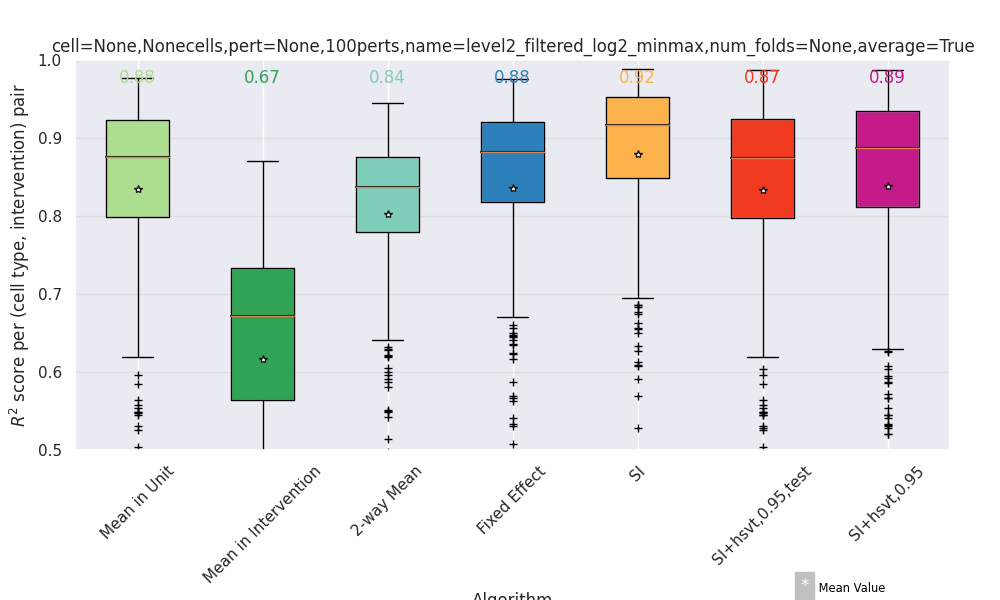 cell=None,Nonecells,pert=None,100perts,name=level2_filtered_log2_minmax,num_folds=None,average=True
R² score per (cell type, intervention) pair
1.0
0.9
0.8
0.7
0.6
0.5
0.88 0.67 0.84 0.88 0.92 0.87 0.89
Mean in Unit
Mean in Intervention
2-way Mean
Fixed Effect
SI
SI+hsvt,0.95,test
SI+hsvt,0.95
Algorithm
* Mean Value